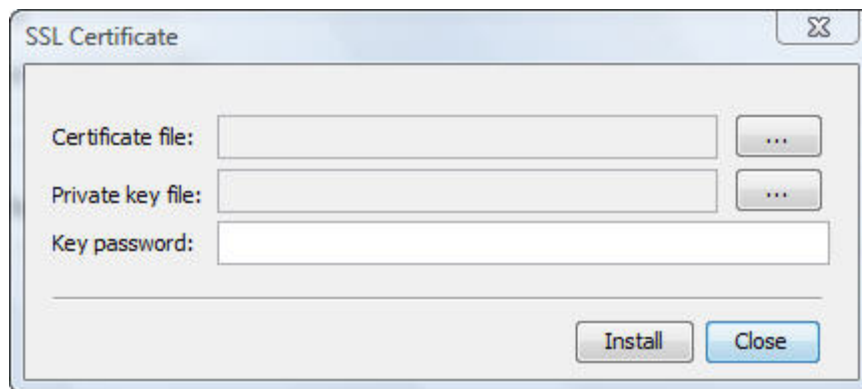 SSL Certificate
Certificate file:
...
Private key file:
...
Key password:
Install
Close